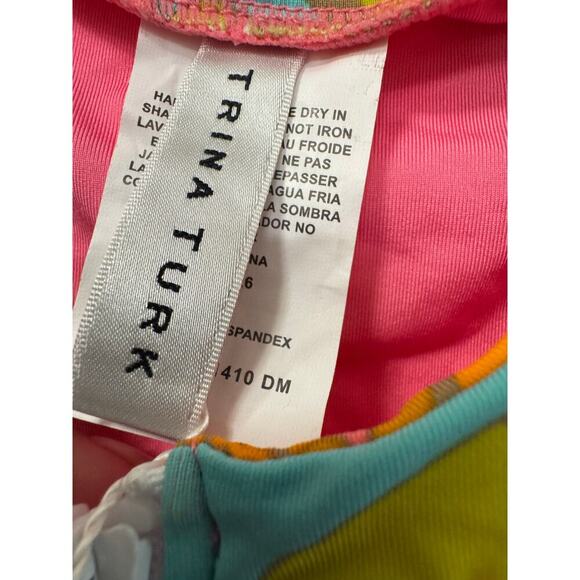 TRINA TURK
HA E DRY IN
SHA NOT IRON
LAV AU FROIDE
E NE PAS
JA EPASSER
LA AGUA FRIA
CO LA SOMBRA
DOR NO
NA
6
SPANDEX
410 DM